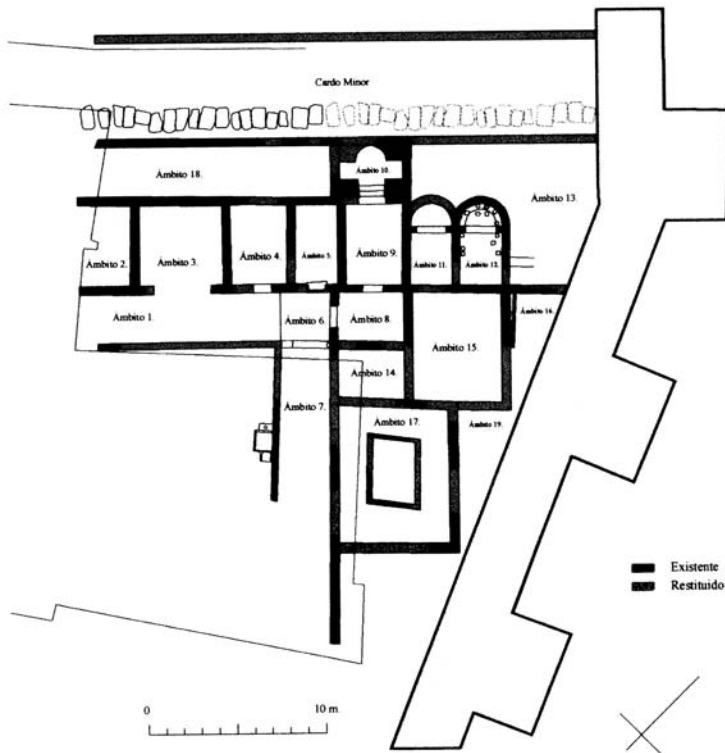 Cardo Minor
Ámbito 18.
Ámbito 10.
Ámbito 13.
Ámbito 2.
Ámbito 3.
Ámbito 4.
Ámbito 5.
Ámbito 9.
Ámbito 11.
Ámbito 12.
Ámbito 1.
Ámbito 6.
Ámbito 8.
Ámbito 16.
Ámbito 15.
Ámbito 14.
Ámbito 7.
Ámbito 17.
Ámbito 19.
Existente
Restituido
0
10 m.